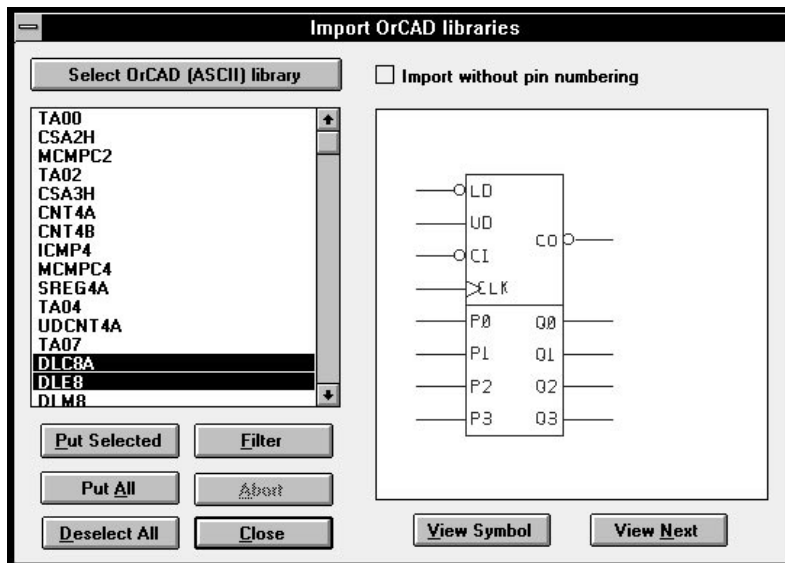 Import OrCAD libraries
Select OrCAD (ASCII) library
Import without pin numbering
TA00
CSA2H
MCMPC2
TA02
CSA3H
CNT4A
CNT4B
ICMP4
MCMPC4
SREG4A
TA04
UDCNT4A
TA07
DLC8A
DLE8
DLM8
LD
UD
CO
CI
CLK
P0 Q0
P1 Q1
P2 Q2
P3 Q3
Put Selected
Filter
Put All
Abort
Deselect All
Close
View Symbol
View Next